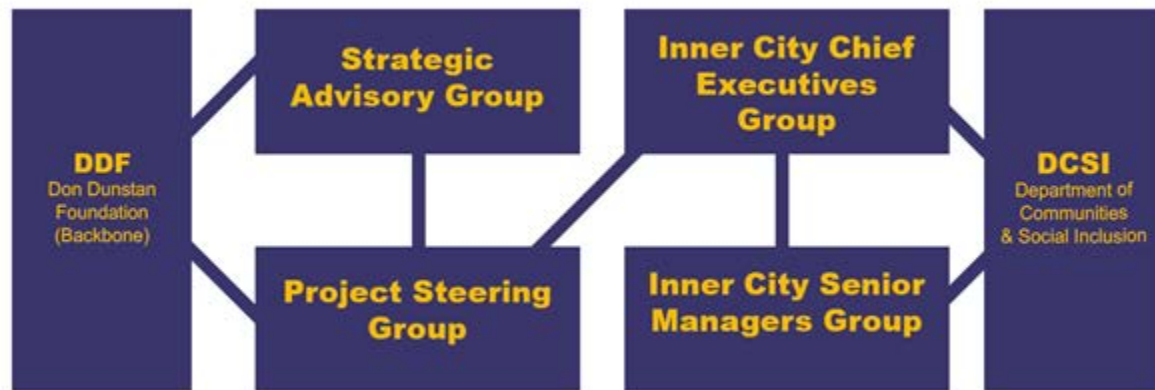 DDF
Don Dunstan
Foundation
(Backbone)
Strategic
Advisory Group
Project Steering
Group
Inner City Chief
Executives
Group
Inner City Senior
Managers Group
DCSI
Department of
Communities
& Social Inclusion